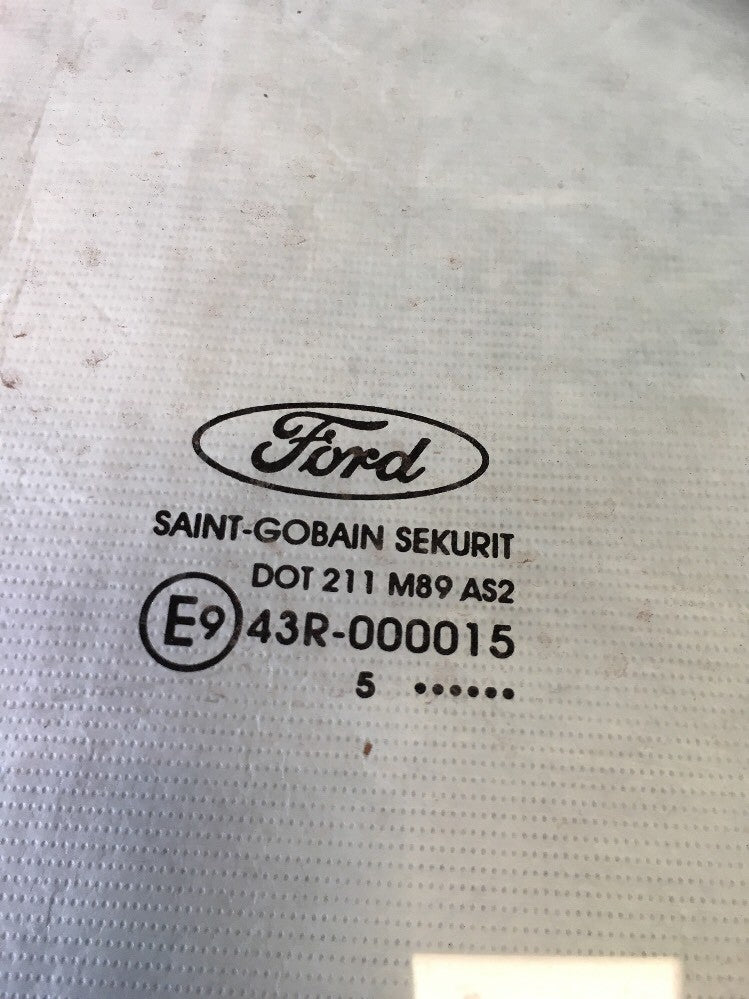 Ford
SAINT-GOBAIN SEKURIT
DOT 211 M89 AS2
E9 43R-000015
5 ••••••